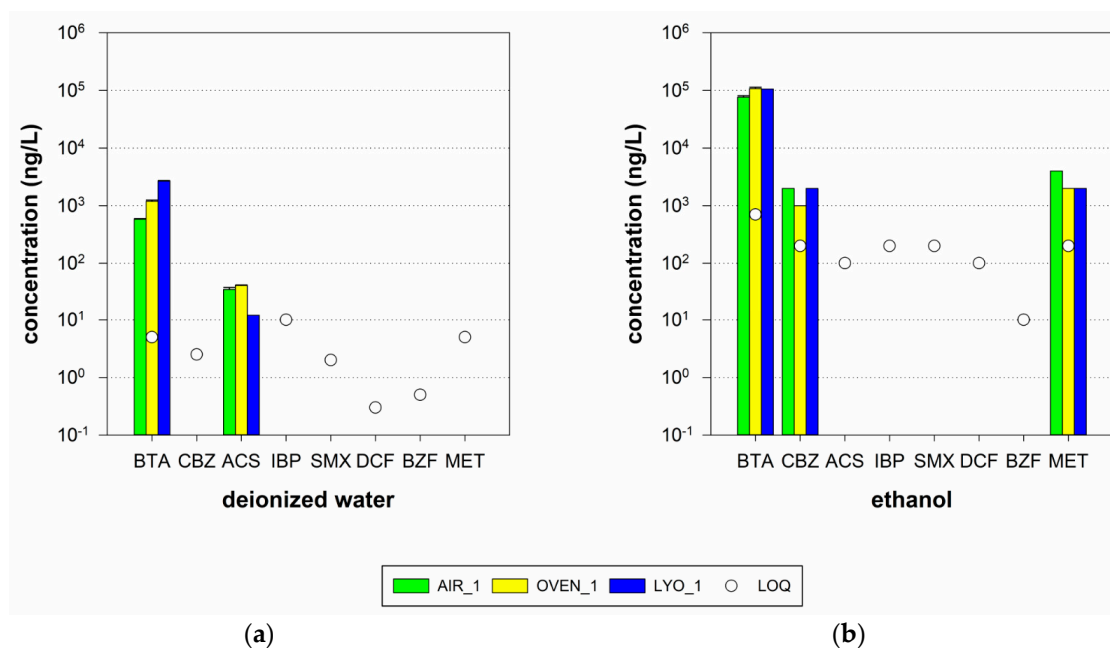 10⁶
10⁵
10⁴
10³
10²
10¹
10⁰
10⁻¹
concentration (ng/L)
BTA CBZ ACS IBP SMX DCF BZF MET
deionized water
10⁶
10⁵
10⁴
10³
10²
10¹
10⁰
10⁻¹
concentration (ng/L)
BTA CBZ ACS IBP SMX DCF BZF MET
ethanol
AIR_1 OVEN_1 LYO_1 LOQ
(a) (b)